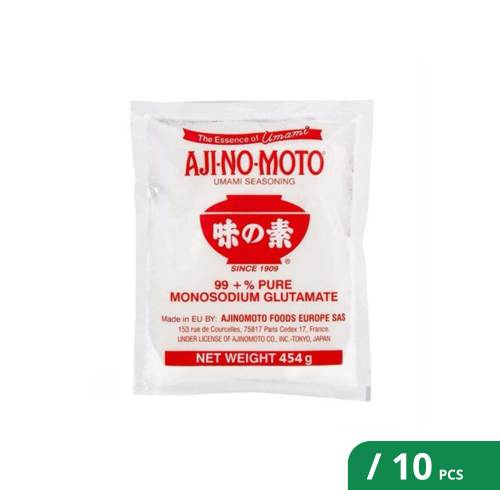 The Essence of Umami
AJI-NO-MOTO®
UMAMI SEASONING
味の素
®
SINCE 1909
99 + % PURE
MONOSODIUM GLUTAMATE
Made in EU BY: AJINOMOTO FOODS EUROPE SAS
153 rue de Courcelles, 75817 Paris Cedex 17, France.
UNDER LICENSE OF AJINOMOTO CO., INC.-TOKYO, JAPAN
NET WEIGHT 454 g
/ 10 PCS